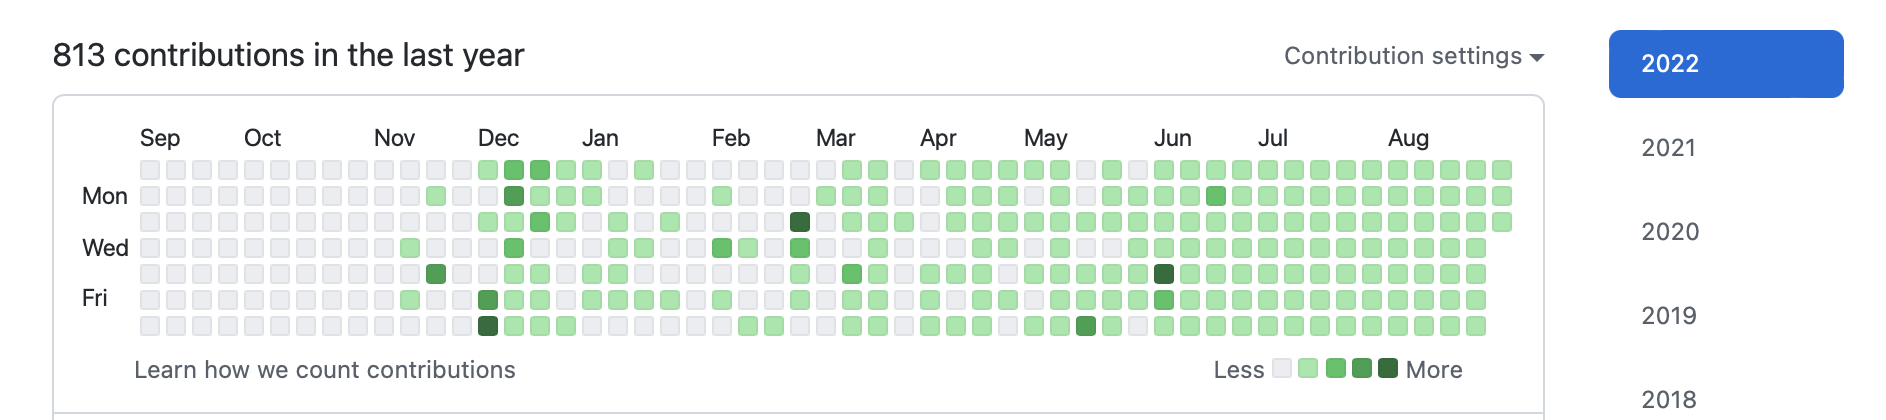 813 contributions in the last year
Contribution settings
Sep Oct Nov Dec Jan Feb Mar Apr May Jun Jul Aug
Mon
Wed
Fri
Learn how we count contributions
Less More
2022
2021
2020
2019
2018